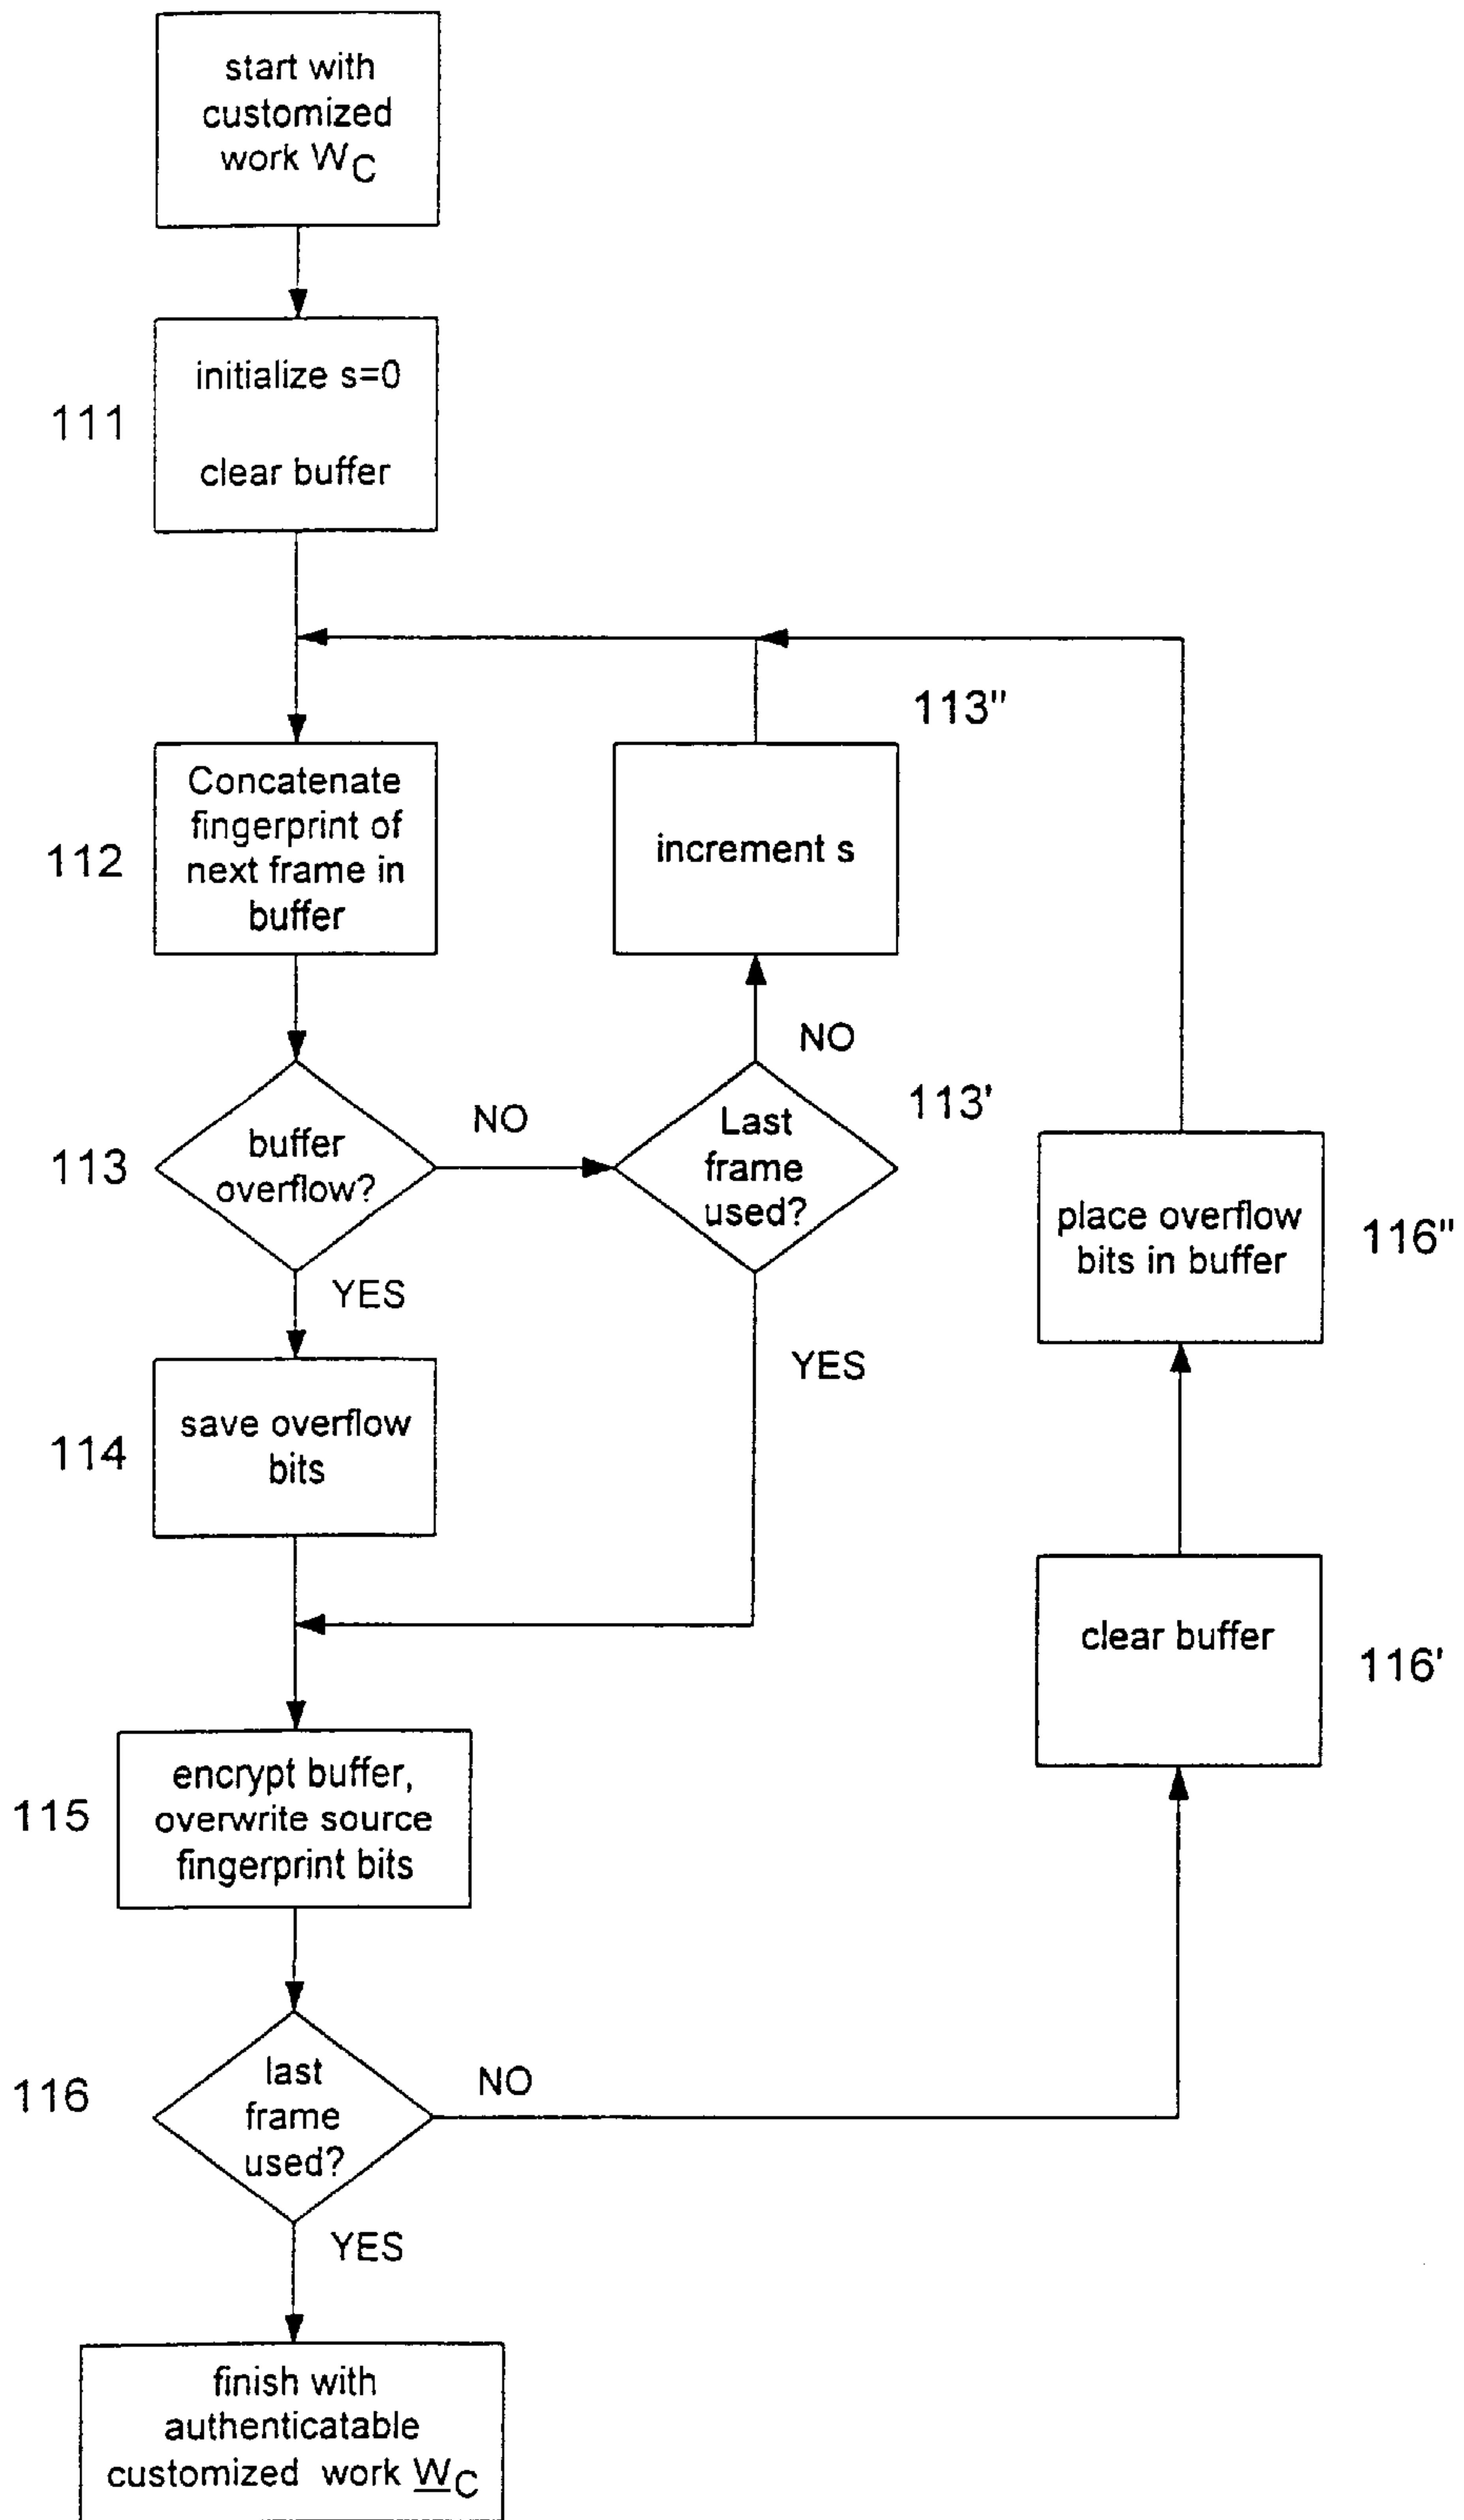 start with
customized
work WC
initialize s=0
clear buffer
111
113"
Concatenate
fingerprint of
next frame in
buffer
112
increment s
NO
113'
buffer
overflow?
113
NO
Last
frame
used?
place overflow
bits in buffer
116"
YES
YES
save overflow
bits
114
clear buffer
116'
encrypt buffer,
overwrite source
fingerprint bits
115
last
frame
used?
116
NO
YES
finish with
authenticatable
customized work WC